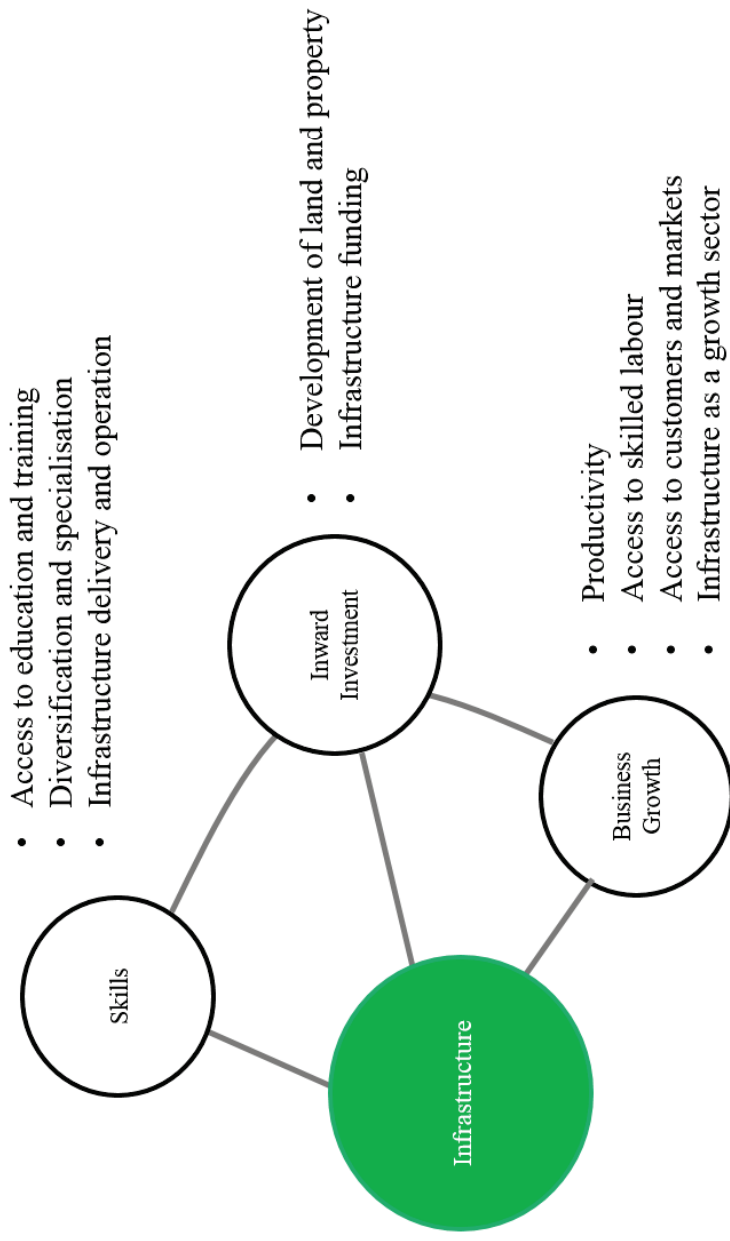 • Access to education and training
• Diversification and specialisation
• Infrastructure delivery and operation
Skills
• Development of land and property
• Infrastructure funding
Inward
Investment
Infrastructure
• Productivity
• Access to skilled labour
• Access to customers and markets
• Infrastructure as a growth sector
Business
Growth